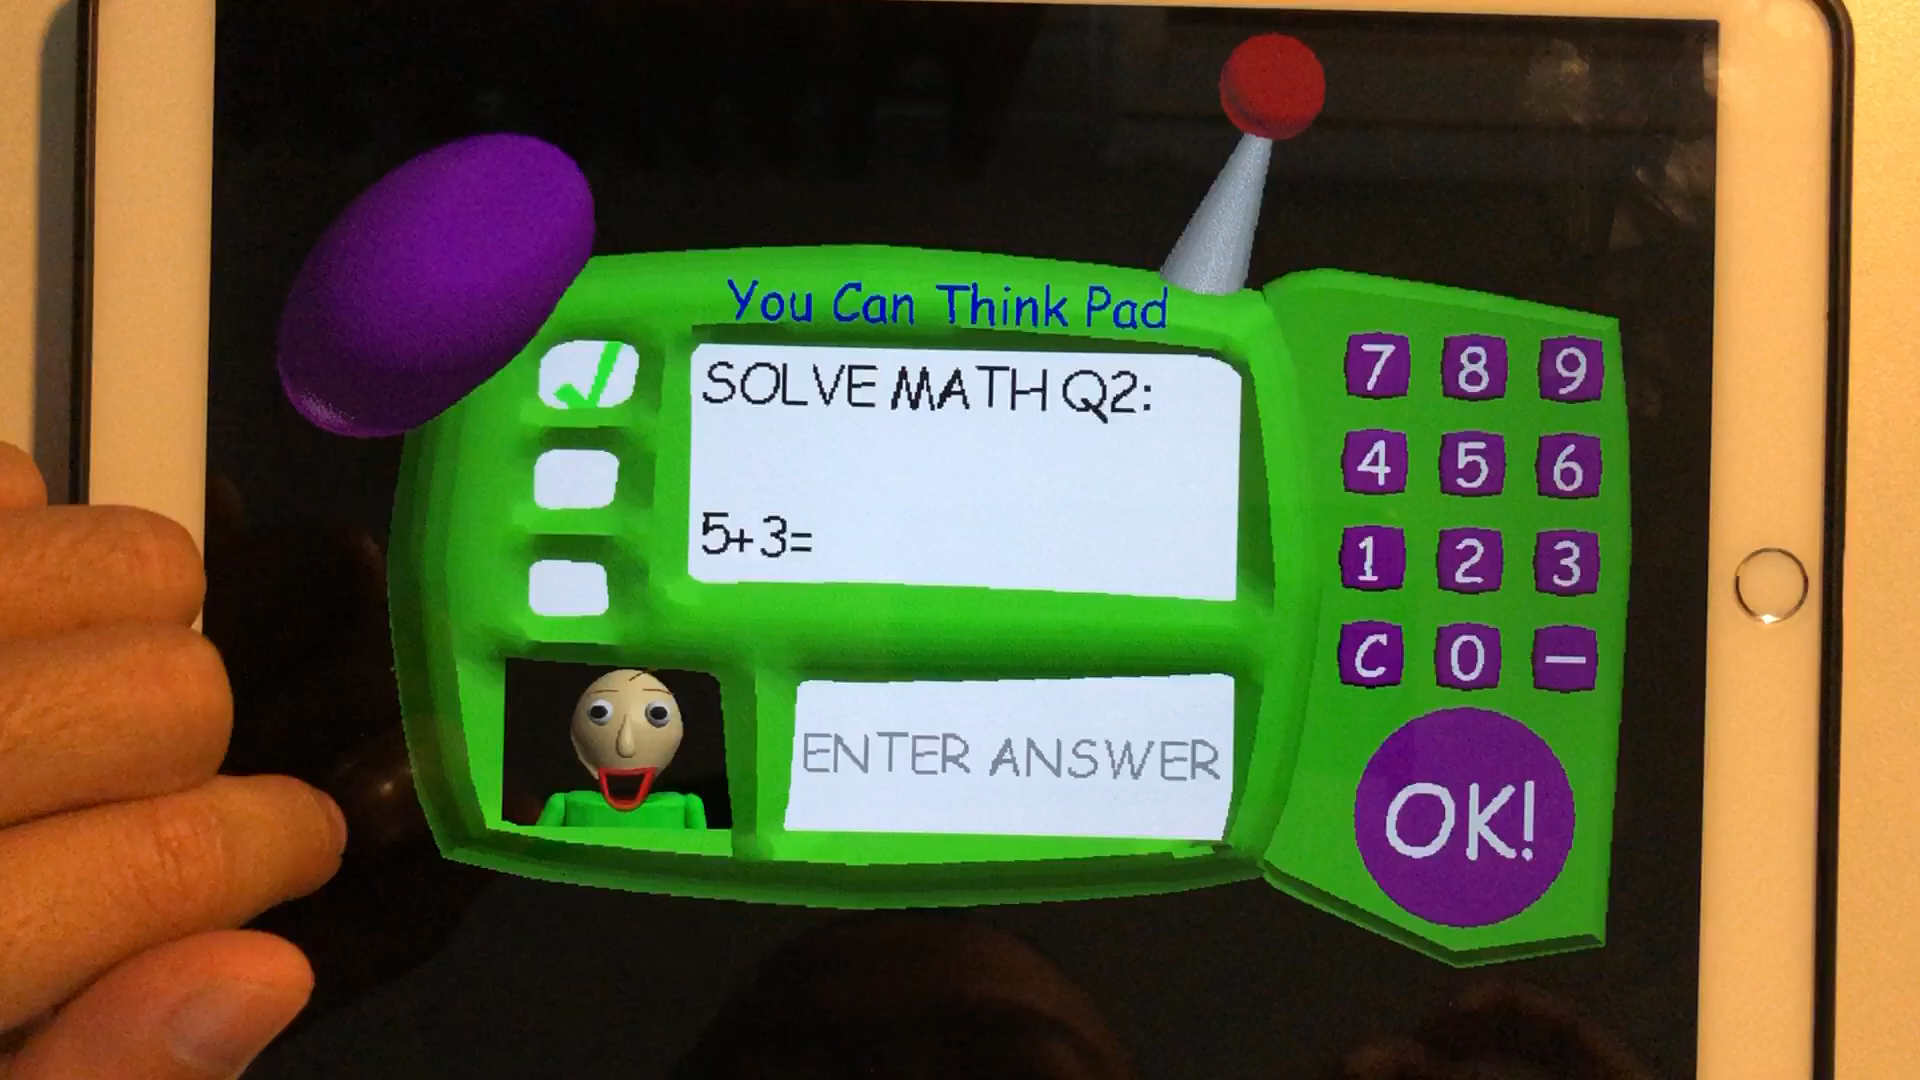 You Can Think Pad
SOLVE MATH Q2:
5+3=
ENTER ANSWER
7 8 9
4 5 6
1 2 3
C 0 –
OK!